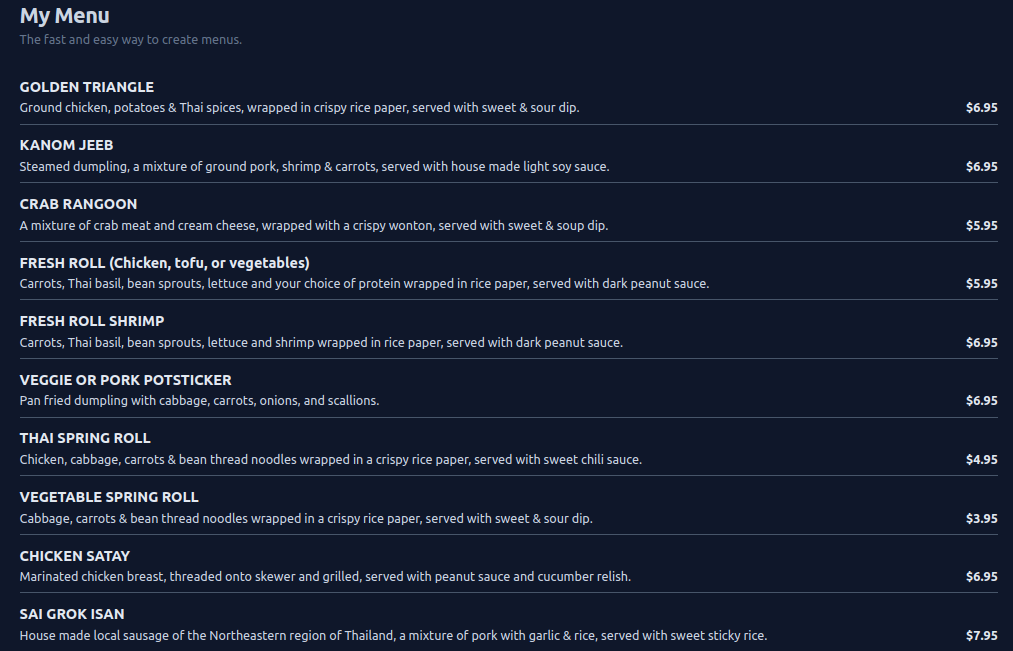 My Menu
The fast and easy way to create menus.
GOLDEN TRIANGLE
Ground chicken, potatoes & Thai spices, wrapped in crispy rice paper, served with sweet & sour dip. $6.95
KANOM JEEB
Steamed dumpling, a mixture of ground pork, shrimp & carrots, served with house made light soy sauce. $6.95
CRAB RANGOON
A mixture of crab meat and cream cheese, wrapped with a crispy wonton, served with sweet & soup dip. $5.95
FRESH ROLL (Chicken, tofu, or vegetables)
Carrots, Thai basil, bean sprouts, lettuce and your choice of protein wrapped in rice paper, served with dark peanut sauce. $5.95
FRESH ROLL SHRIMP
Carrots, Thai basil, bean sprouts, lettuce and shrimp wrapped in rice paper, served with dark peanut sauce. $6.95
VEGGIE OR PORK POTSTICKER
Pan fried dumpling with cabbage, carrots, onions, and scallions. $6.95
THAI SPRING ROLL
Chicken, cabbage, carrots & bean thread noodles wrapped in a crispy rice paper, served with sweet chili sauce. $4.95
VEGETABLE SPRING ROLL
Cabbage, carrots & bean thread noodles wrapped in a crispy rice paper, served with sweet & sour dip. $3.95
CHICKEN SATAY
Marinated chicken breast, threaded onto skewer and grilled, served with peanut sauce and cucumber relish. $6.95
SAI GROK ISAN
House made local sausage of the Northeastern region of Thailand, a mixture of pork with garlic & rice, served with sweet sticky rice. $7.95